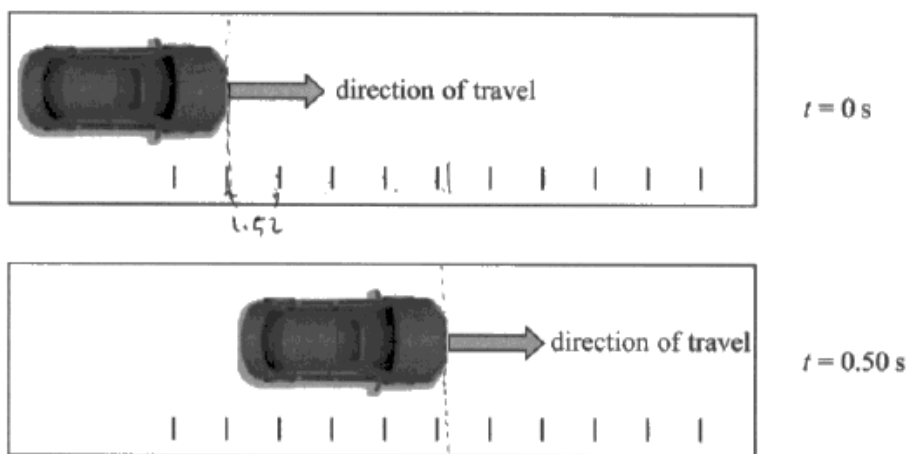 direction of travel
t = 0 s
1.52
direction of travel
t = 0.50 s